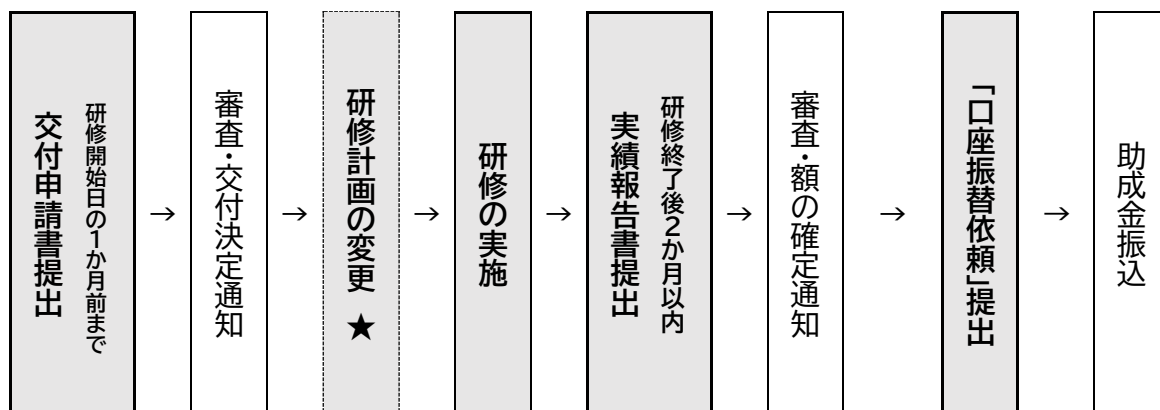 研修開始日の1か月前まで
交付申請書提出
→
審査・交付決定通知
→
研修計画の変更 ★
→
研修の実施
→
研修終了後2か月以内
実績報告書提出
→
審査・額の確定通知
→
「口座振替依頼」提出
→
助成金振込